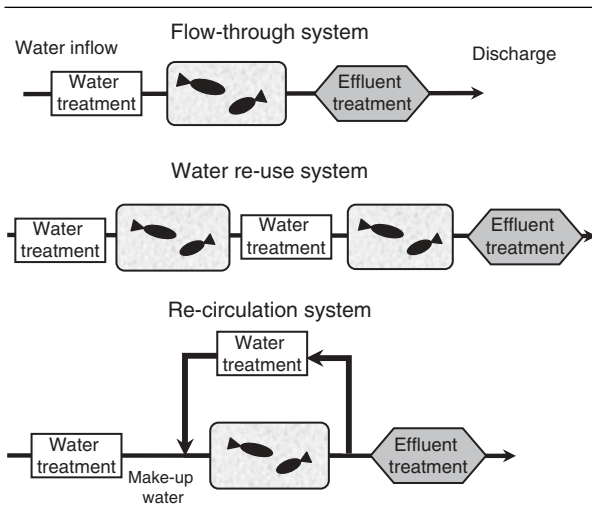 Flow-through system
Water inflow
Discharge
Water
treatment
Effluent
treatment
Water re-use system
Water
treatment
Water
treatment
Effluent
treatment
Re-circulation system
Water
treatment
Water
treatment
Make-up
water
Effluent
treatment